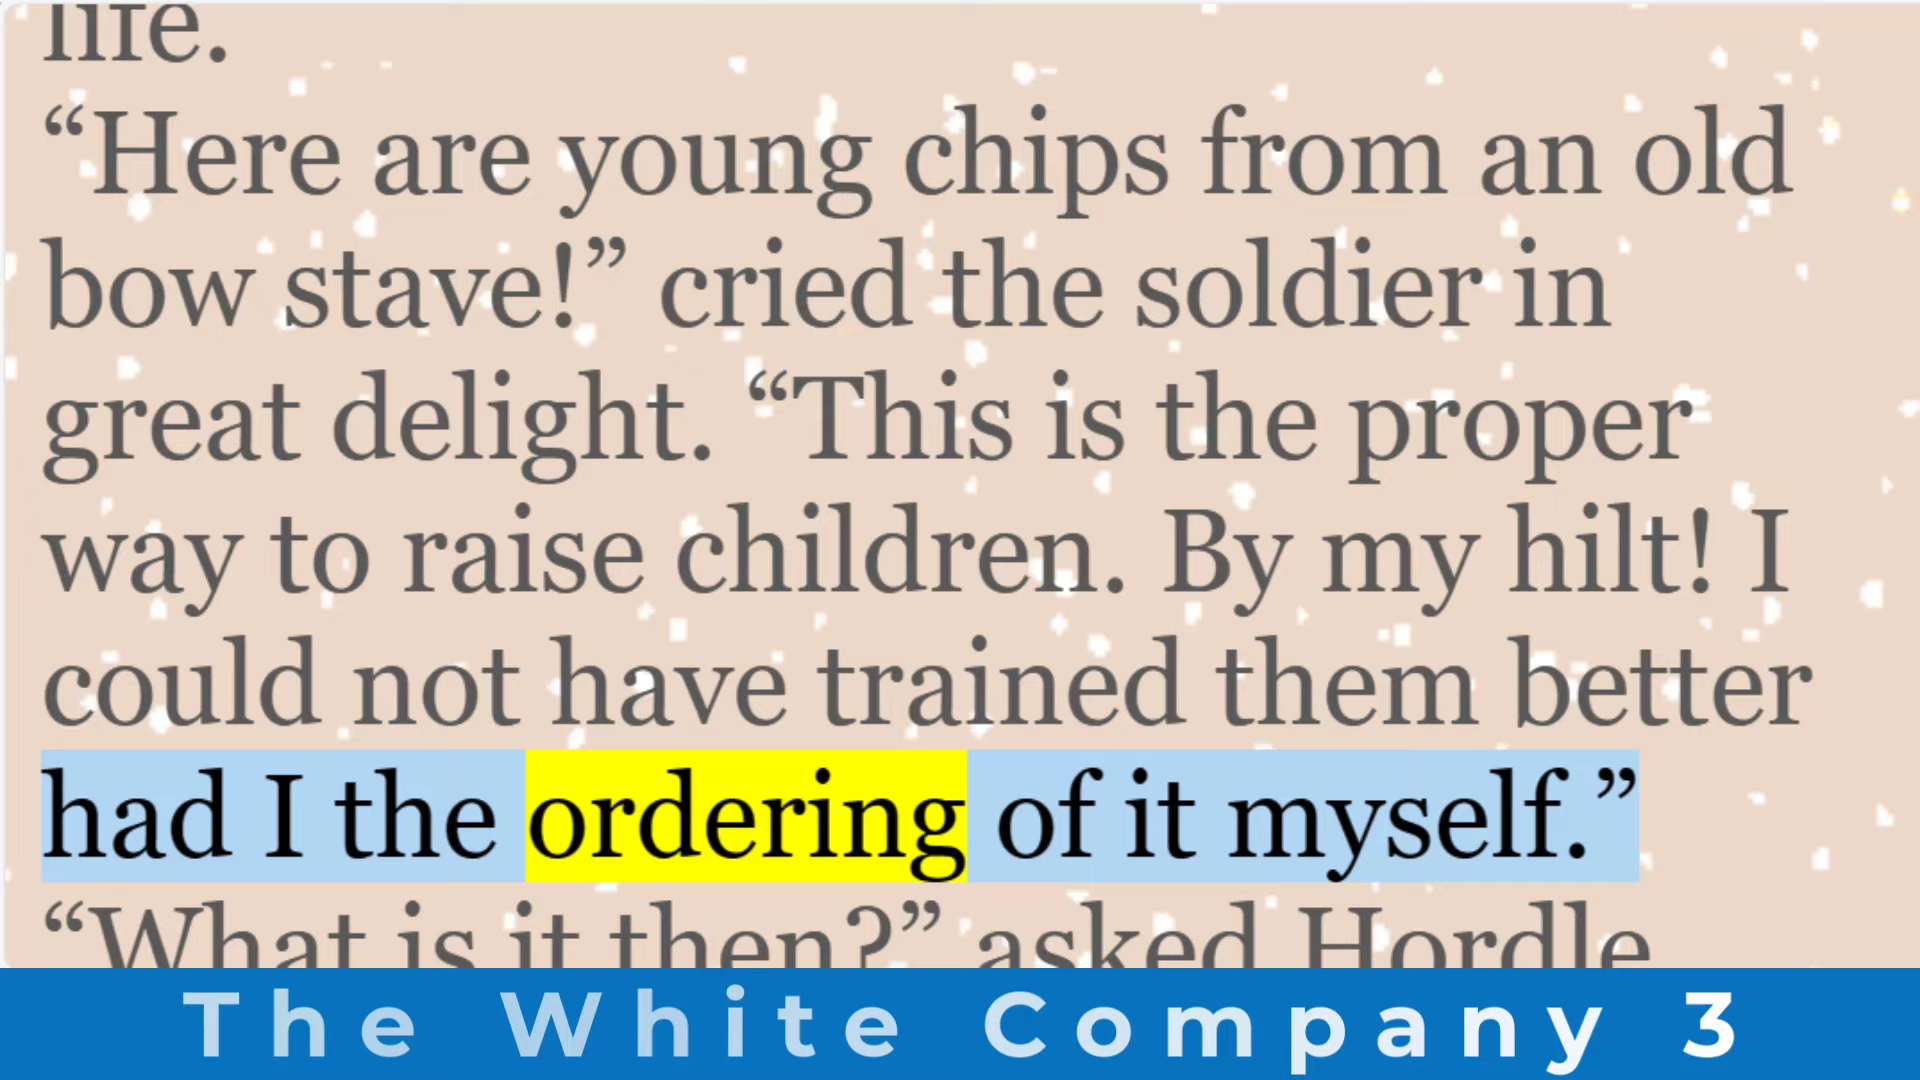 life.
“Here are young chips from an old
bow stave!” cried the soldier in
great delight. “This is the proper
way to raise children. By my hilt! I
could not have trained them better
had I the ordering of it myself.”
“What is it then?” asked Hordle
The White Company 3